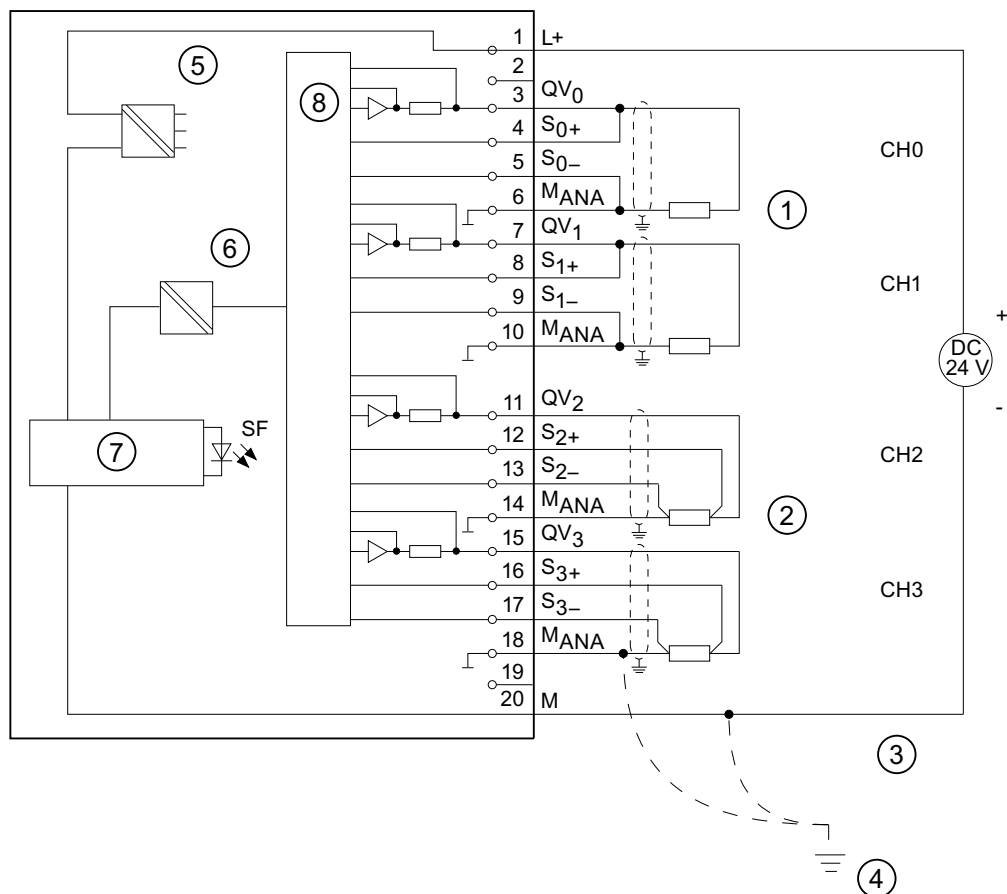 1 L+
2
3 QV0
4 S0+
5 S0–
6 MANA
7 QV1
8 S1+
9 S1–
10 MANA
11 QV2
12 S2+
13 S2–
14 MANA
15 QV3
16 S3+
17 S3–
18 MANA
19
20 M
5
8
6
7
SF
CH0
1
CH1
+
DC
24 V
-
CH2
2
CH3
3
4